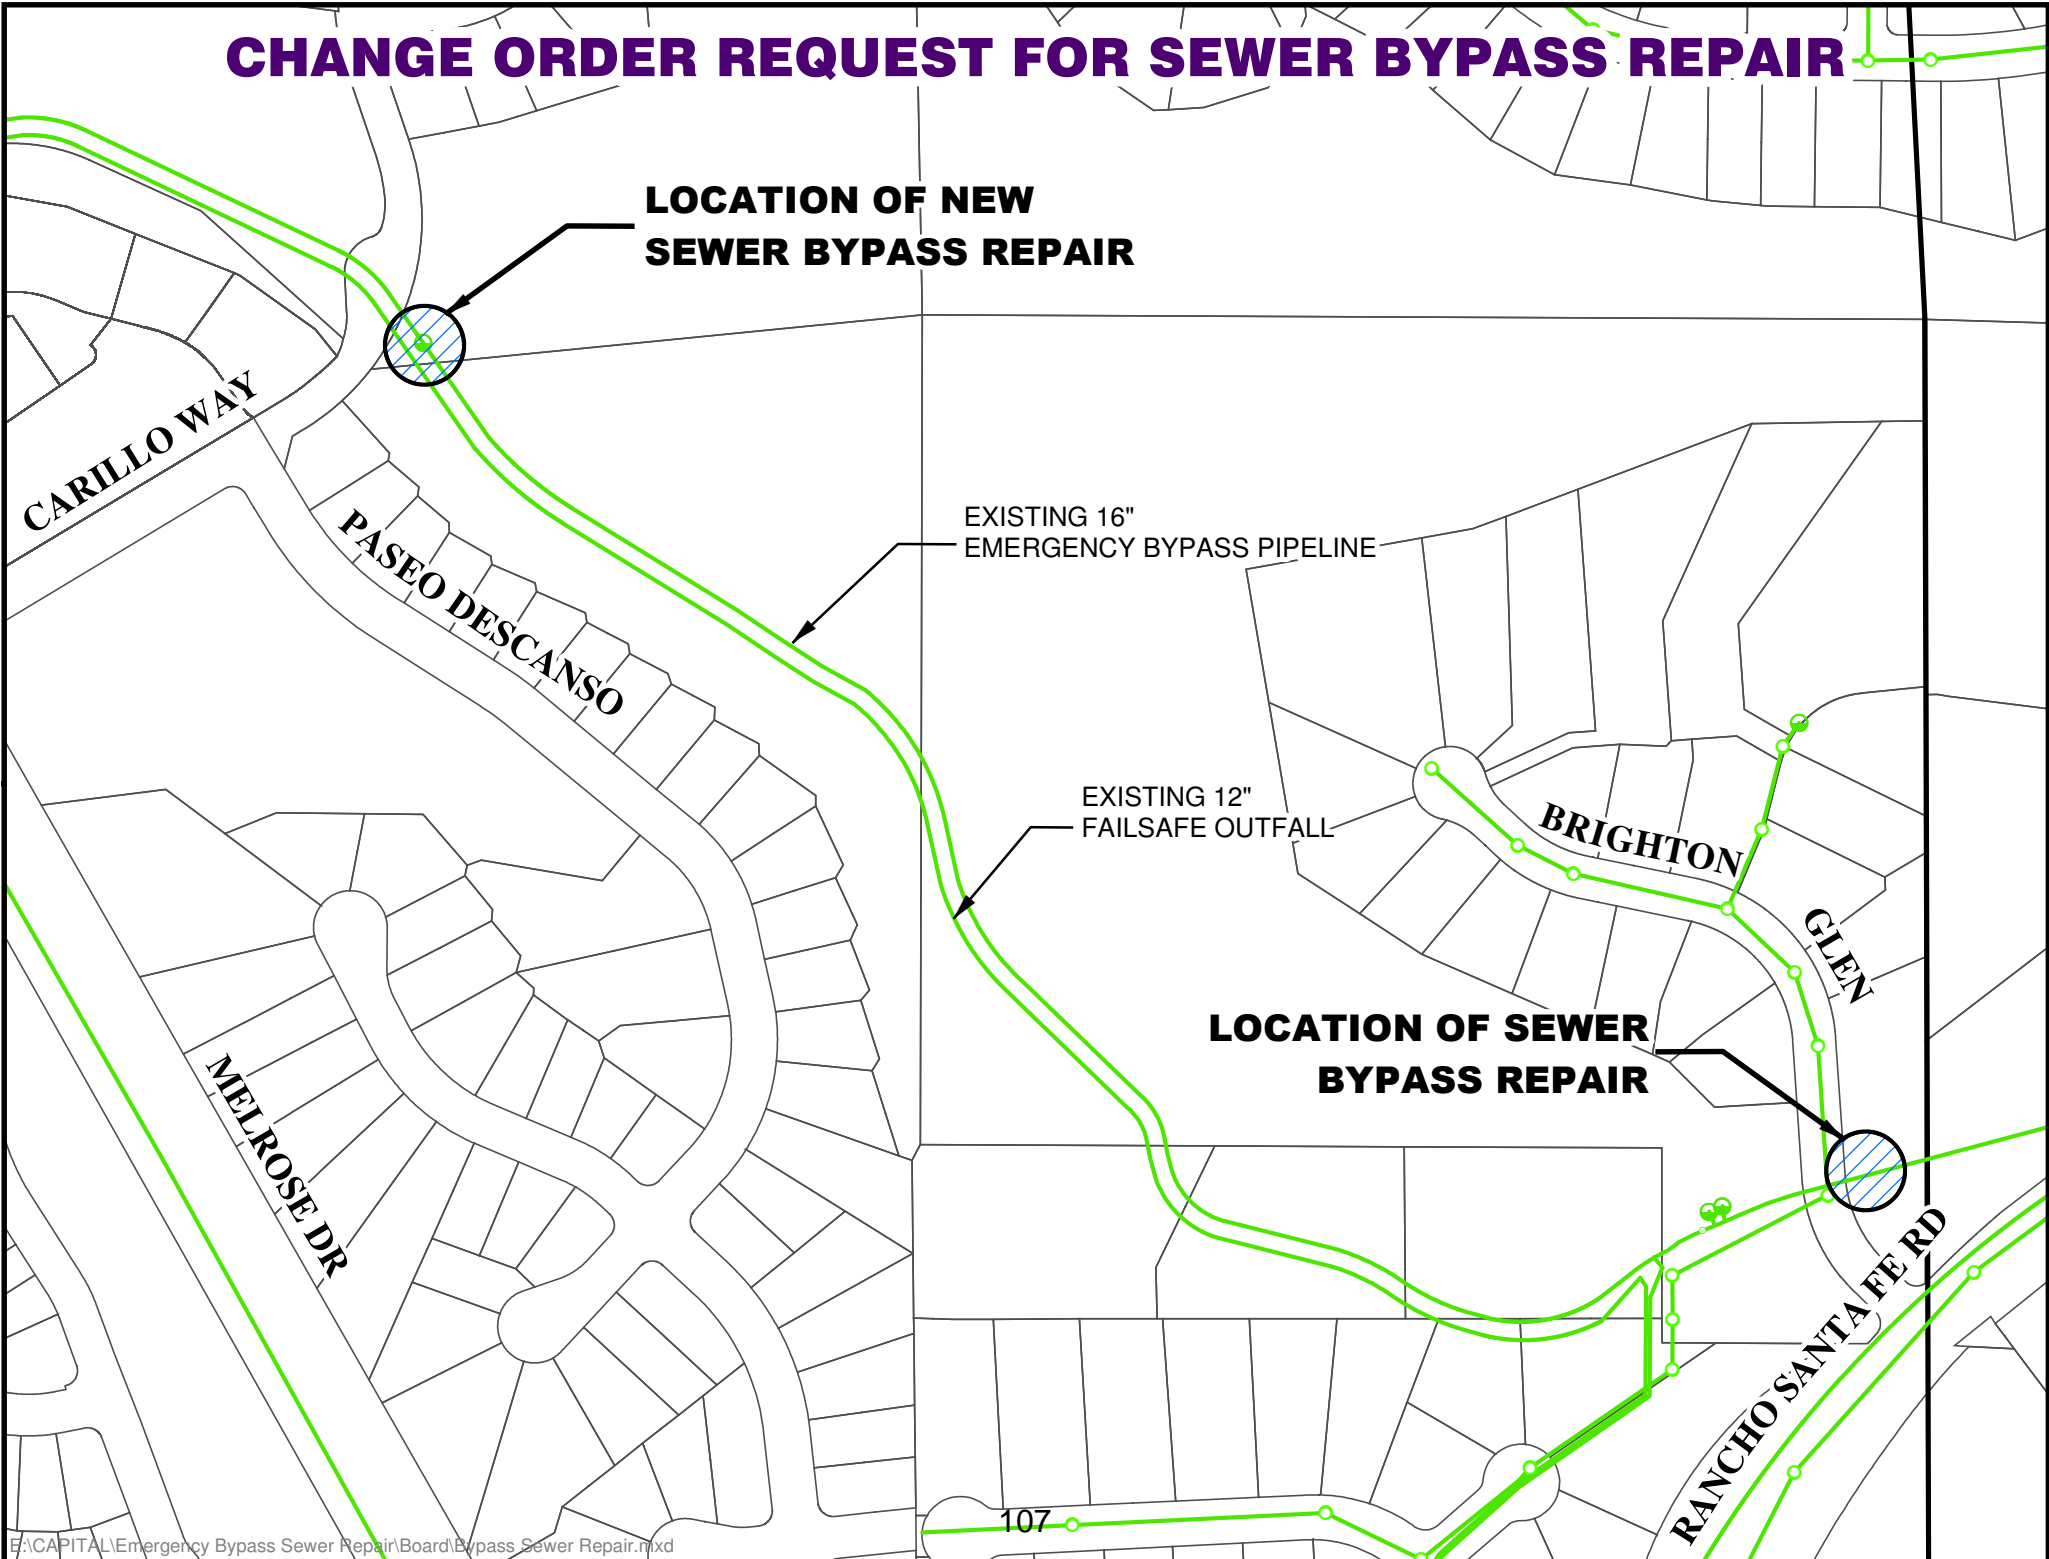 CHANGE ORDER REQUEST FOR SEWER BYPASS REPAIR
LOCATION OF NEW
SEWER BYPASS REPAIR
CARILLO WAY
PASEO DESCANSO
EXISTING 16"
EMERGENCY BYPASS PIPELINE
EXISTING 12"
FAILSAFE OUTFALL
BRIGHTON
GLEN
LOCATION OF SEWER
BYPASS REPAIR
MELROSE DR
RANCHO SANTA FE RD
107
E:\CAPITAL\Emergency Bypass Sewer Repair\Board\Bypass Sewer Repair.mxd